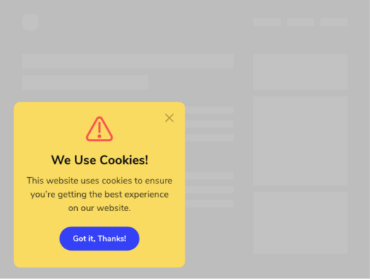 We Use Cookies!
This website uses cookies to ensure
you're getting the best experience
on our website.
Got it, Thanks!